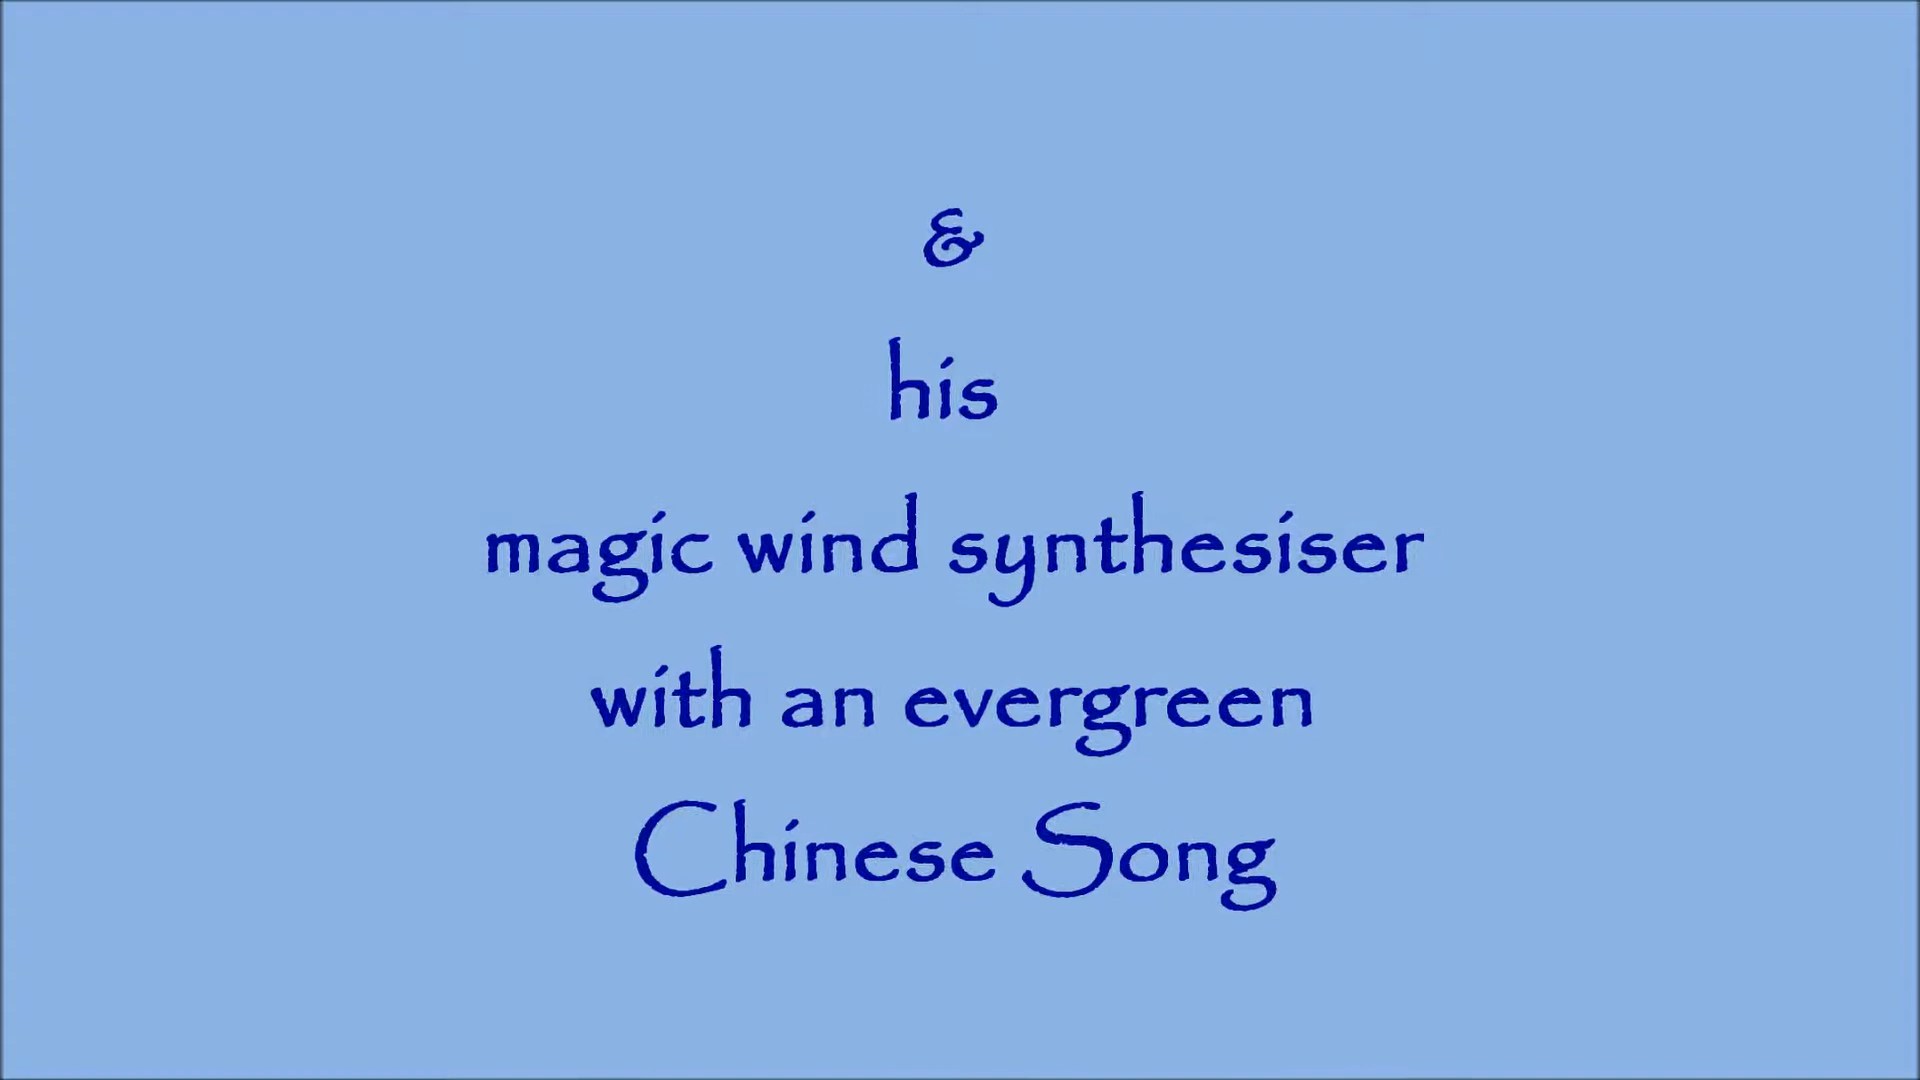 &
his
magic wind synthesiser
with an evergreen
Chinese Song